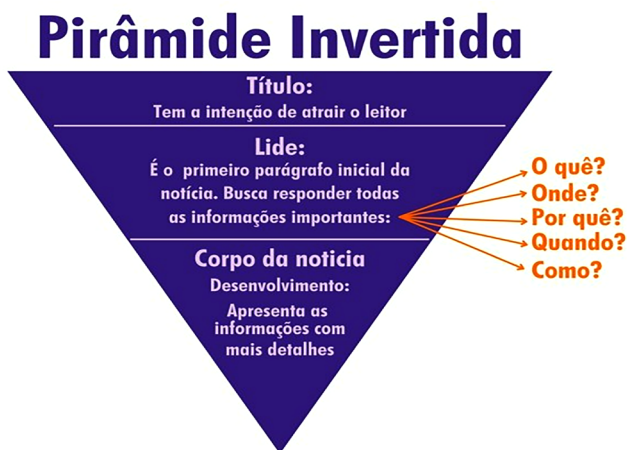 Pirâmide Invertida
Título:
Tem a intenção de atrair o leitor
Lide:
É o primeiro parágrafo inicial da
notícia. Busca responder todas
as informações importantes:
O quê?
Onde?
Por quê?
Quando?
Como?
Corpo da noticia
Desenvolvimento:
Apresenta as
informações com
mais detalhes